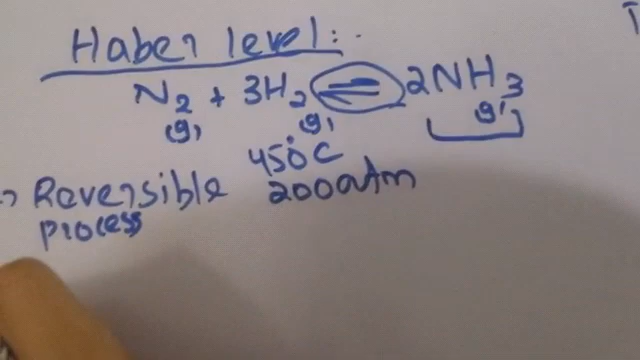 Haber level:
N2 + 3H2 ⇌ 2NH3
(g) (g) (g)
450°C
200atm
→ Reversible
process